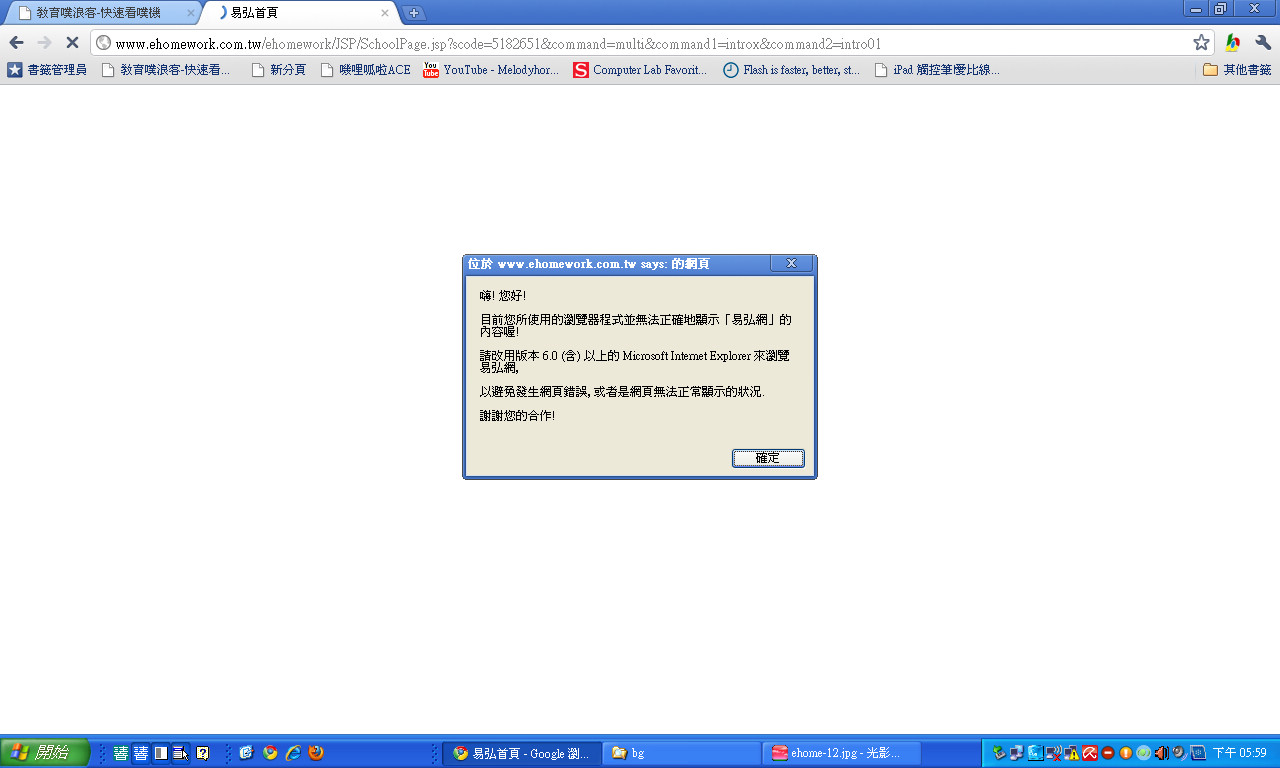 教育噗浪客-快速看噗機
易弘首頁
www.ehomework.com.tw/ehomework/JSP/SchoolPage.jsp?scode=5182651&command=multi&command1=introx&command2=intro01
書籤管理員
教育噗浪客-快速看...
新分頁
噗哩呱啦ACE
You Tube
YouTube - Melodyhor...
S
Computer Lab Favorit...
Flash is faster, better, st...
iPad 觸控筆!愛比線...
其他書籤
位於 www.ehomework.com.tw says: 的網頁
嗨! 您好!
目前您所使用的瀏覽器程式並無法正確地顯示「易弘網」的
內容喔!
請改用版本 6.0 (含) 以上的 Microsoft Internet Explorer 來瀏覽
易弘網,
以避免發生網頁錯誤, 或者是網頁無法正常顯示的狀況.
謝謝您的合作!
確定
開始
易弘首頁 - Google 瀏...
bg
ehome-12.jpg - 光影...
下午 05:59